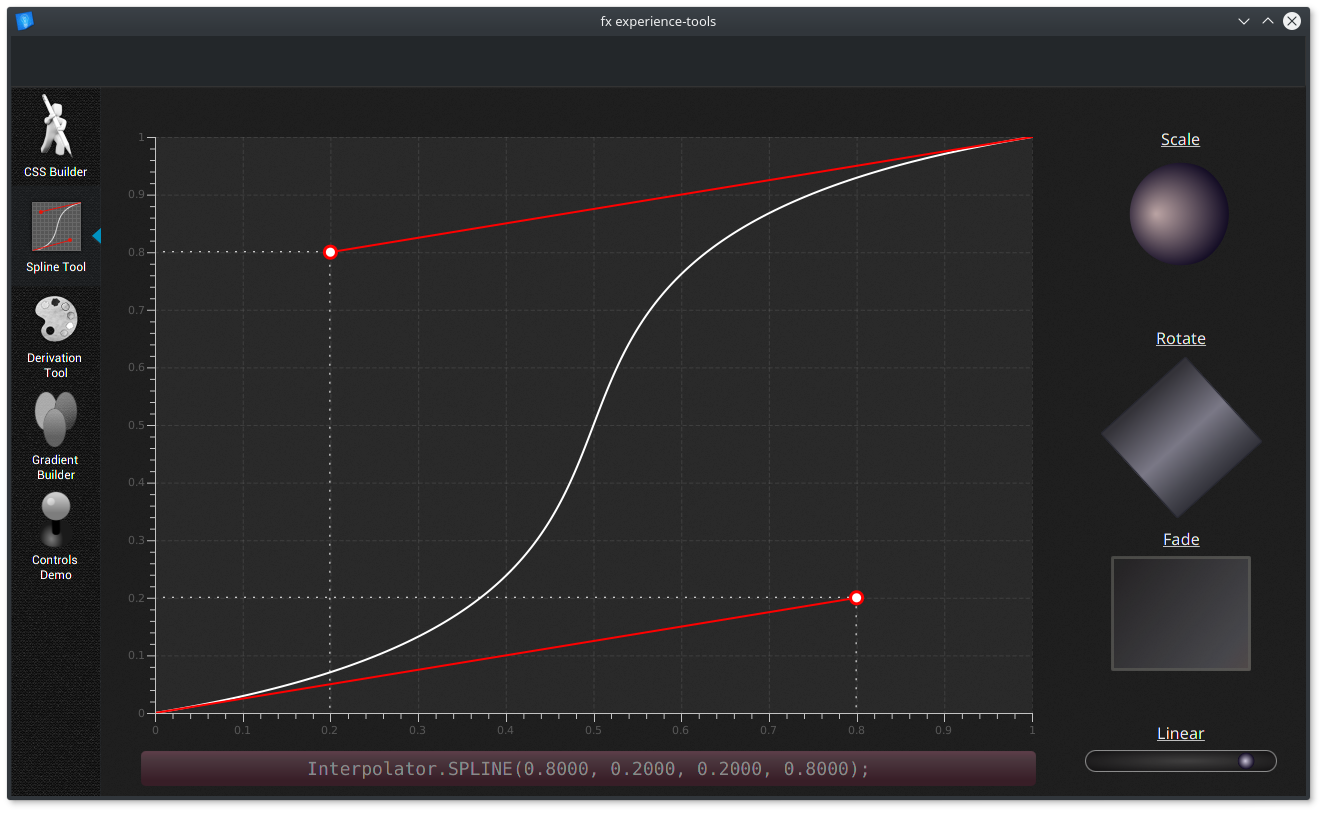 fx experience-tools
CSS Builder
Spline Tool
Derivation
Tool
Gradient
Builder
Controls
Demo
1
0.9
0.8
0.7
0.6
0.5
0.4
0.3
0.2
0.1
0
0 0.1 0.2 0.3 0.4 0.5 0.6 0.7 0.8 0.9 1
Interpolator.SPLINE(0.8000, 0.2000, 0.2000, 0.8000);
Scale
Rotate
Fade
Linear